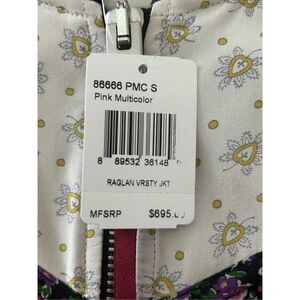 86666 PMC S
Pink Multicolor
8 89532 36148
RAGLAN VRSTY JKT
MFSRP $695.00